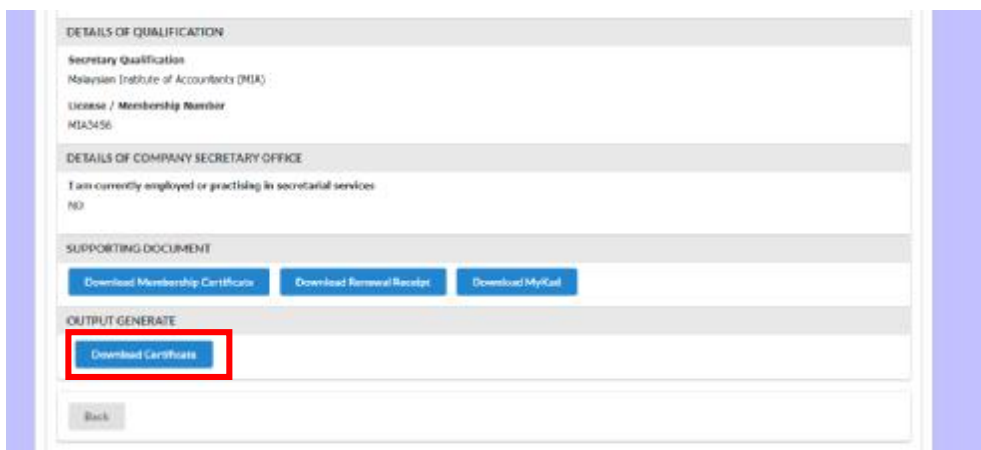 DETAILS OF QUALIFICATION
Secretary Qualification
Malaysian Institute of Accountants (MIA)
License / Membership Number
MIA3456
DETAILS OF COMPANY SECRETARY OFFICE
I am currently employed or practising in secretarial services
NO
SUPPORTING DOCUMENT
Download Membership Certificate Download Renewal Receipt Download MyKad
OUTPUT GENERATE
Download Certificate
Back